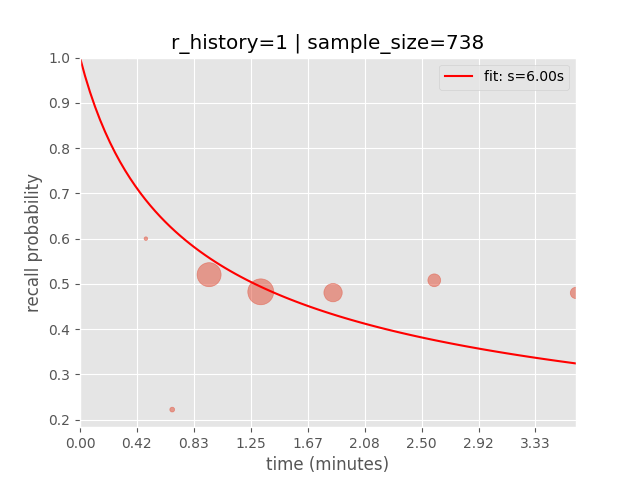 r_history=1 | sample_size=738
fit: s=6.00s
1.0
0.9
0.8
0.7
0.6
0.5
0.4
0.3
0.2
recall probability
0.00 0.42 0.83 1.25 1.67 2.08 2.50 2.92 3.33
time (minutes)